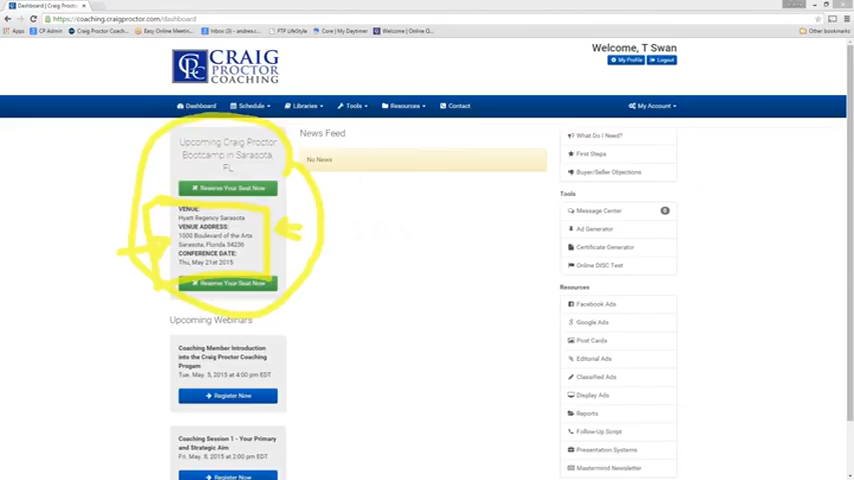 Dashboard | Craig Proctor
https://coaching.craigproctor.com/dashboard
Apps CP Admin Craig Proctor Coach... Easy Online Meetin... FTP LifeStyle Core | My Daytimer Welcome | Online Q... Other bookmarks
Welcome, T Swan
My Profile Logout
CPC CRAIG
PROCTOR
COACHING
Dashboard Schedule Libraries Tools Resources Contact My Account
Upcoming Craig Proctor
Bootcamp in Sarasota,
FL
Reserve Your Seat Now
VENUE:
Hyatt Regency Sarasota
VENUE ADDRESS:
1000 Boulevard of the Arts
Sarasota, Florida 34236
CONFERENCE DATE:
Thu, May 21st 2015
Reserve Your Seat Now
Upcoming Webinars
Coaching Member Introduction
into the Craig Proctor Coaching
Progam
Tue. May. 5, 2015 at 4:00 pm EDT
Register Now
Coaching Session 1 - Your Primary
and Strategic Aim
Fri. May. 8, 2015 at 2:00 pm EDT
Register Now
News Feed
No News
What Do I Need?
First Steps
Buyer/Seller Objections
Tools
Message Center 0
Ad Generator
Certificate Generator
Online DISC Test
Resources
Facebook Ads
Google Ads
Post Cards
Editorial Ads
Classified Ads
Display Ads
Reports
Follow-Up Script
Presentation Systems
Mastermind Newsletter